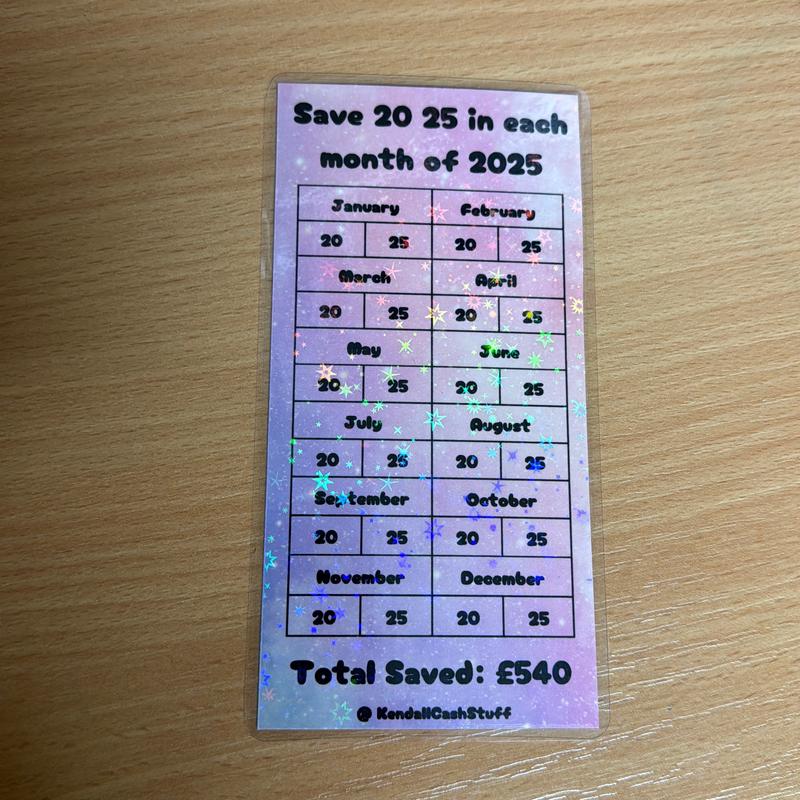 Save 20 25 in each
month of 2025
January February
20 25 20 25
March April
20 25 20 25
May June
20 25 20 25
July August
20 25 20 25
September October
20 25 20 25
November December
20 25 20 25
Total Saved: £540
@ KendallCashStuff